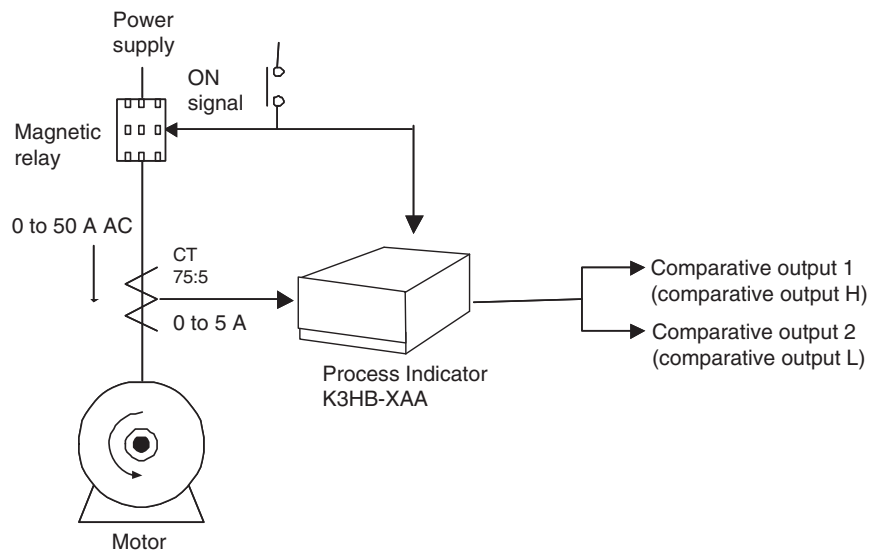 Power
supply
ON
signal
Magnetic
relay
0 to 50 A AC
CT
75:5
0 to 5 A
Process Indicator
K3HB-XAA
Comparative output 1
(comparative output H)
Comparative output 2
(comparative output L)
Motor